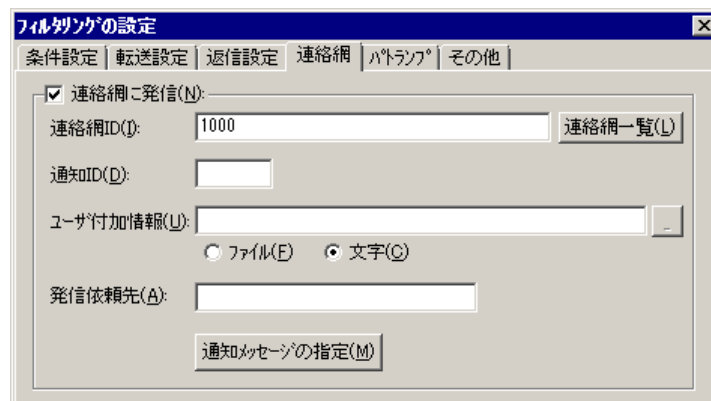 ﾌｨﾙﾀﾘﾝｸﾞの設定
条件設定 転送設定 返信設定 連絡網 ﾊﾟﾄﾗﾝﾌﾟ その他
連絡網に発信(N):
連絡網ID(I): 1000 連絡網一覧(L)
通知ID(D):
ﾕｰｻﾞ付加情報(U): _
ﾌｧｲﾙ(F) 文字(C)
発信依頼先(A):
通知ﾒｯｾｰｼﾞの指定(M)